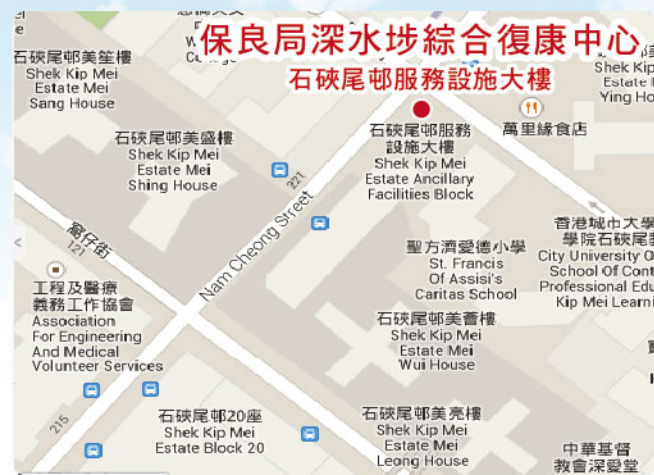 保良局深水埗綜合復康中心
石硤尾邨服務設施大樓
石硤尾邨美笙樓
Shek Kip Mei
Estate Mei
Sang House
石硤尾邨美盛樓
Shek Kip Mei
Estate Mei
Shing House
石硤尾邨服務
設施大樓
Shek Kip Mei
Estate Ancillary
Facilities Block
萬里緣食店
Shek Kip
Ying Ho
221
Nam Cheong Street
窩仔街
121
聖方濟愛德小學
St. Francis
Of Assisi's
Caritas School
香港城市大學
學院石硤尾
City University O
School Of Cont
Professional Edu
Kip Mei Learni
工程及醫療
義務工作協會
Association
For Engineering
And Medical
Volunteer Services
石硤尾邨美薈樓
Shek Kip Mei
Estate Mei
Wui House
215
石硤尾邨20座
Shek Kip Mei
Estate Block 20
石硤尾邨美亮樓
Shek Kip Mei
Estate Mei
Leong House
中華基督
教會深愛堂